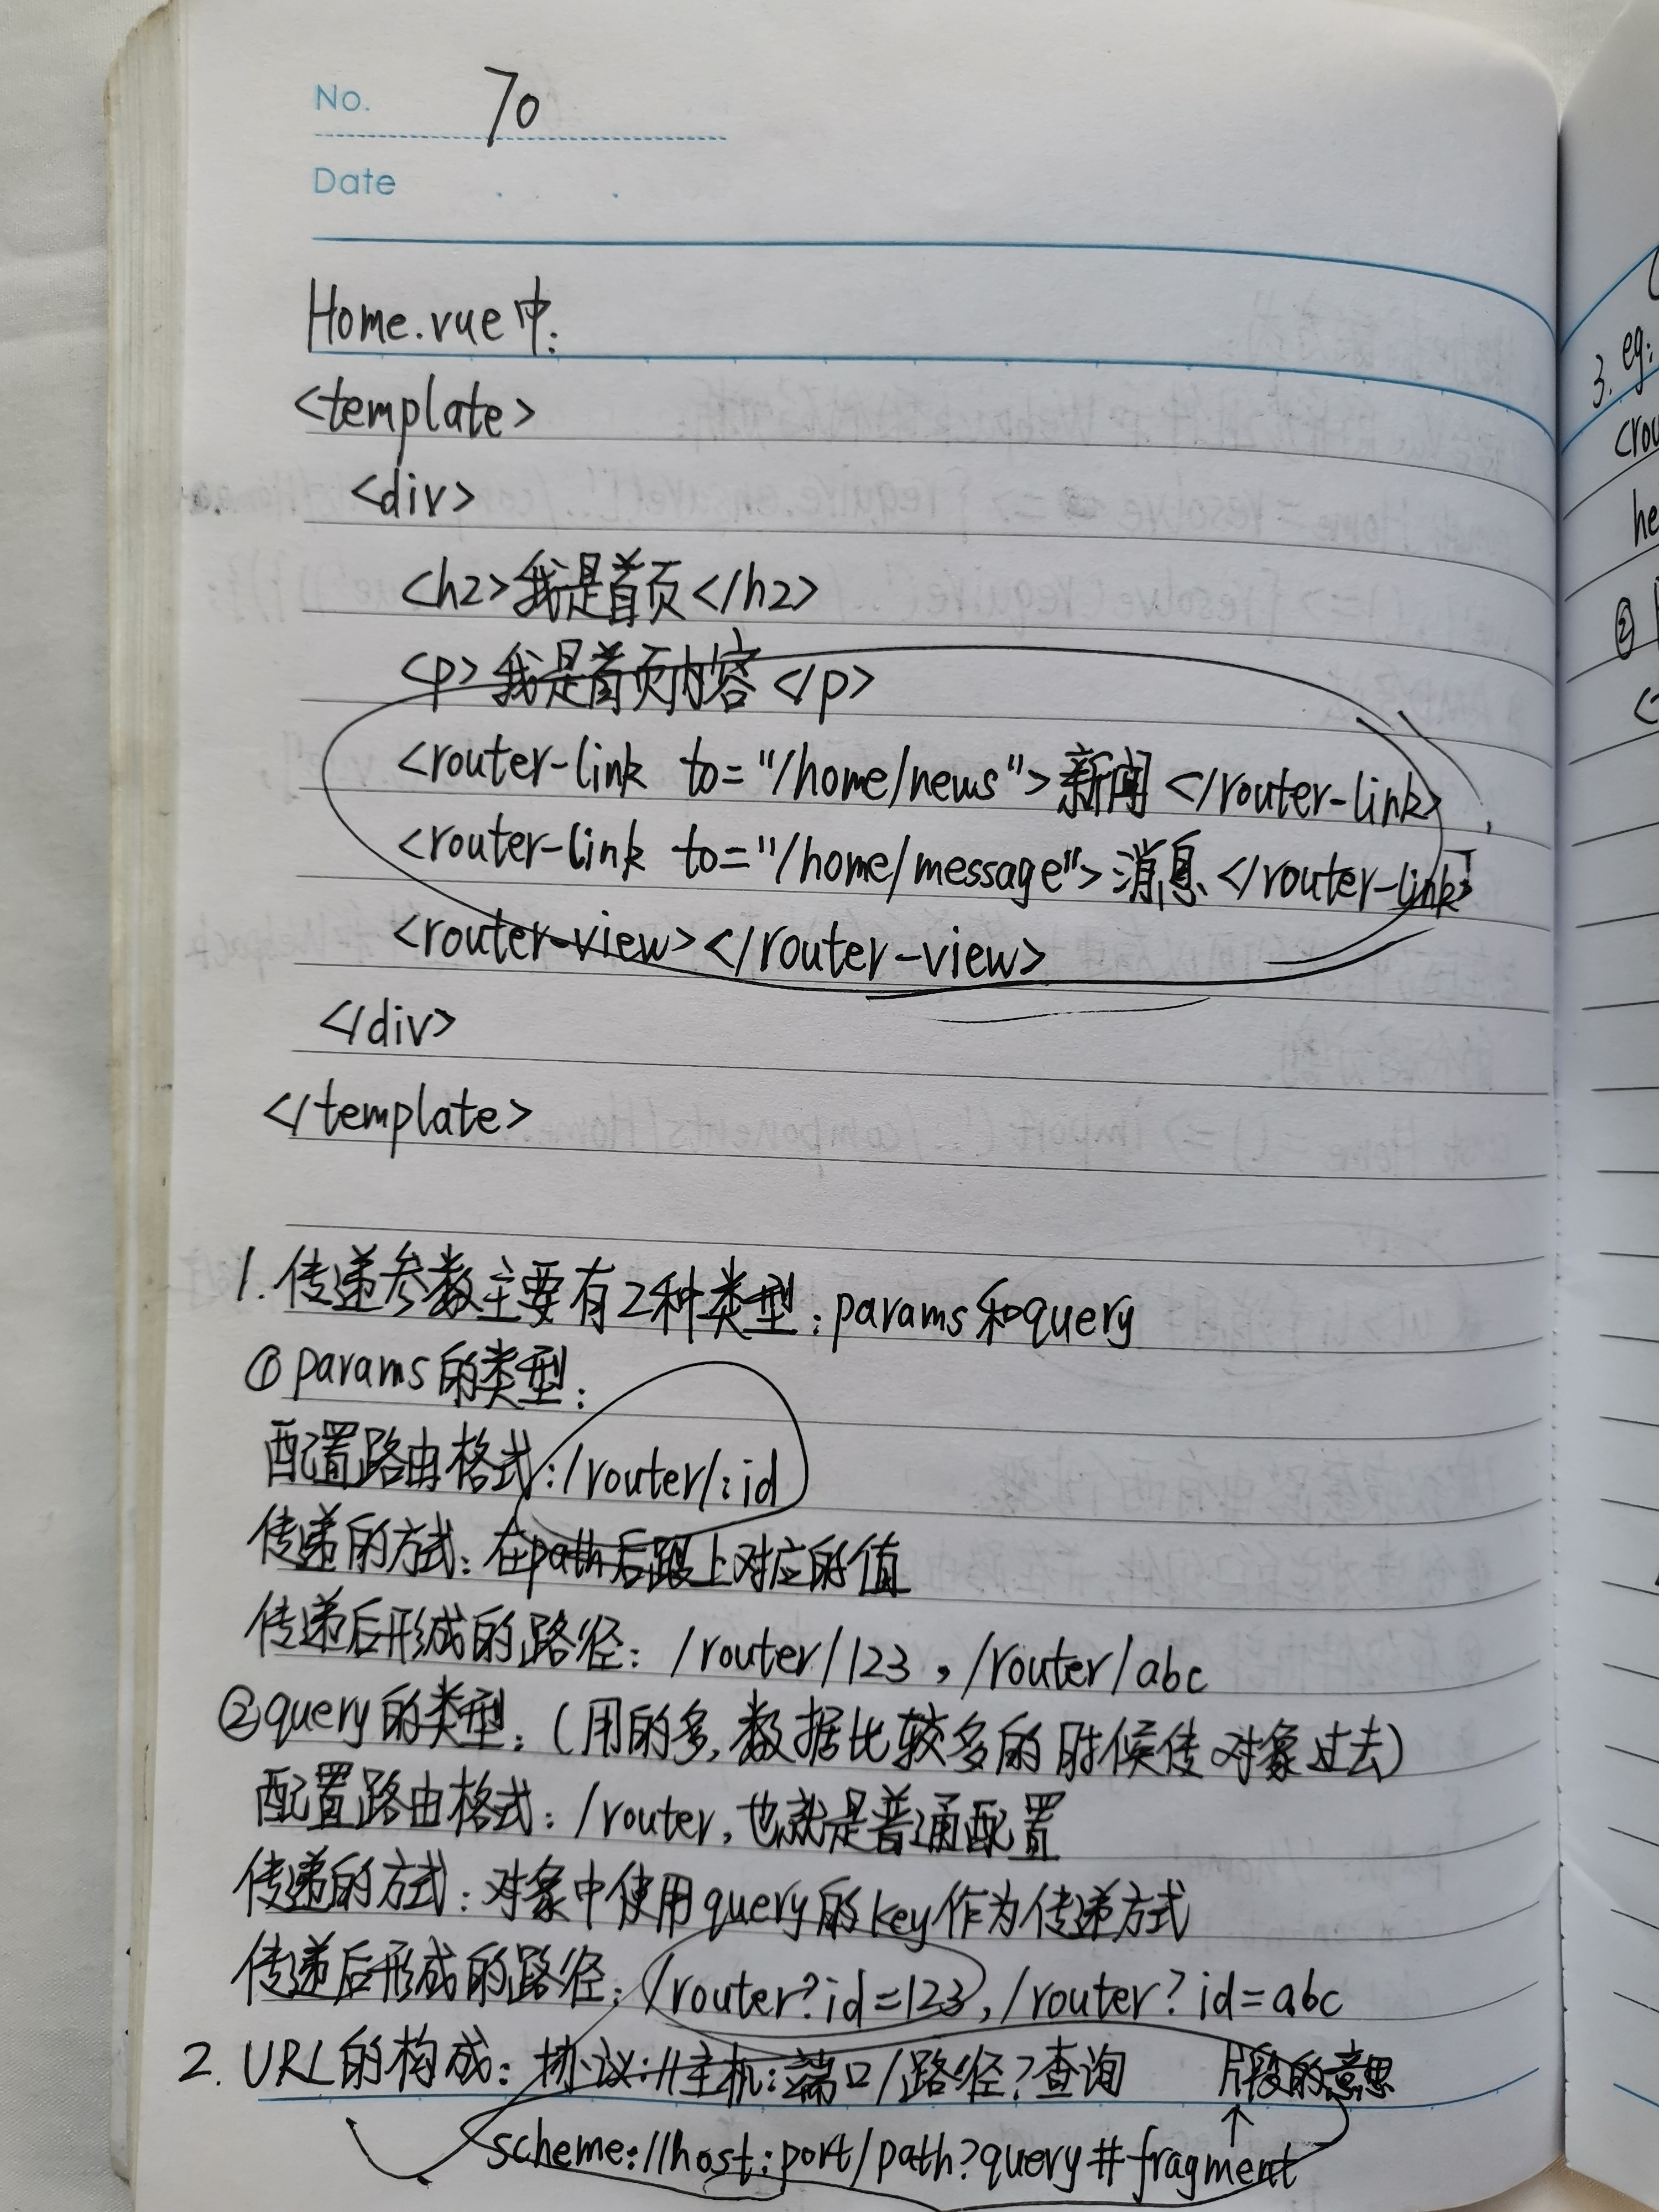 No. 70
Date
Home.vue中:
<template>
<div>
<h2>我是首页</h2>
<p>我是首页内容</p>
<router-link to="/home/news">新闻</router-link>
<router-link to="/home/message">消息</router-link>
<router-view></router-view>
</div>
</template>
1.传递参数主要有2种类型:params和query
①params的类型:
配置路由格式:/router/:id
传递的方式:在path后跟上对应的值
传递后形成的路径:/router/123,/router/abc
②query的类型:(用的多,数据比较多的时候传对象过去)
配置路由格式:/router,也就是普通配置
传递的方式:对象中使用query的key作为传递方式
传递后形成的路径:/router?id=123,/router?id=abc
2.URL的构成:协议://主机:端口/路径?查询 片段的意思
↑
scheme://host:port/path?query#fragment
3. eg:
<rou
he
②